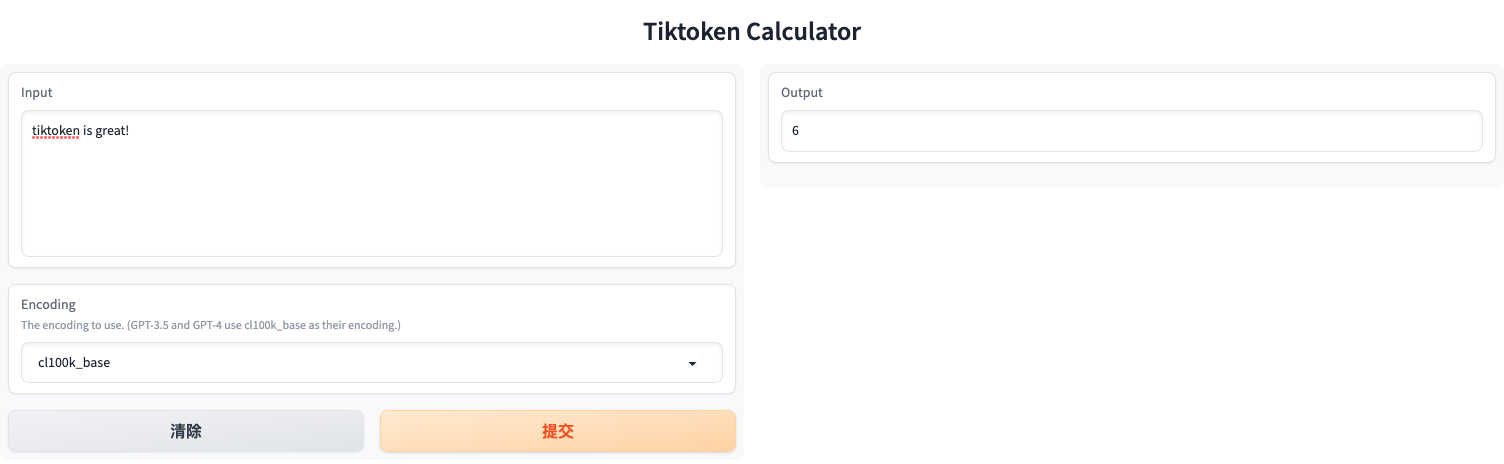 Tiktoken Calculator
Input
tiktoken is great!
Encoding
The encoding to use. (GPT-3.5 and GPT-4 use cl100k_base as their encoding.)
cl100k_base
清除
提交
Output
6